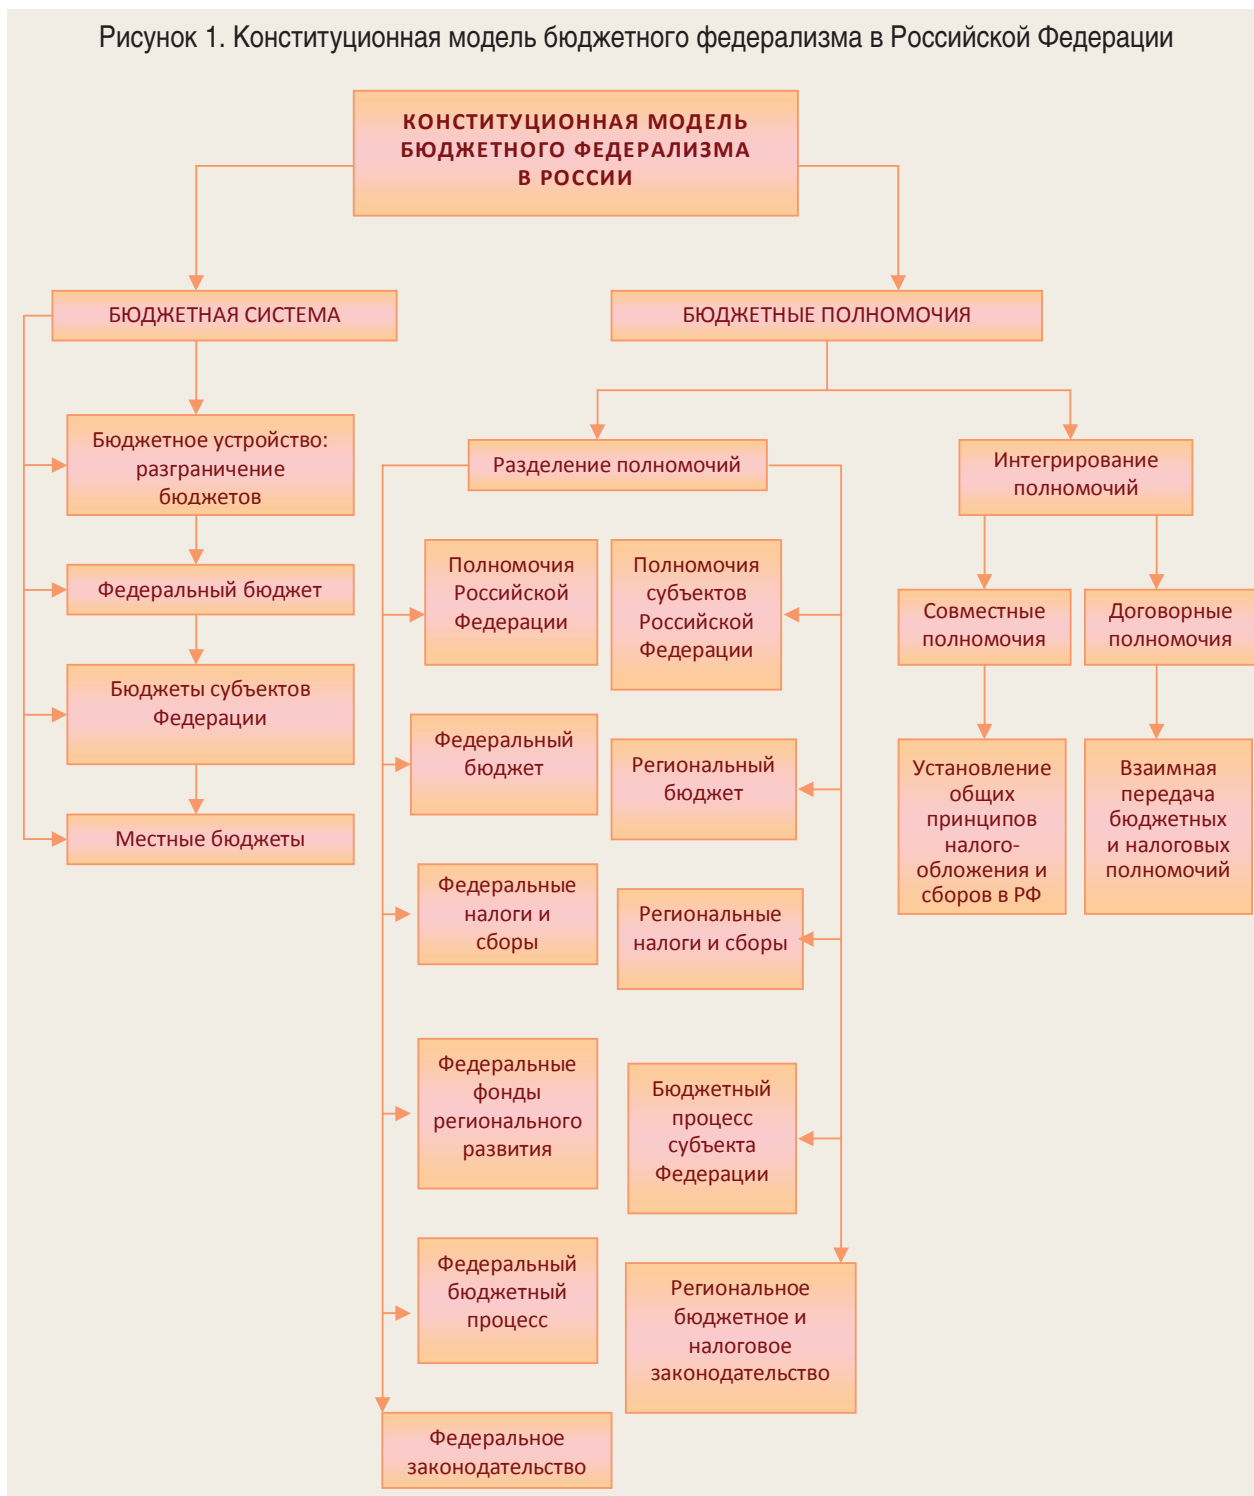 Рисунок 1. Конституционная модель бюджетного федерализма в Российской Федерации
КОНСТИТУЦИОННАЯ МОДЕЛЬ
БЮДЖЕТНОГО ФЕДЕРАЛИЗМА
В РОССИИ
БЮДЖЕТНАЯ СИСТЕМА
БЮДЖЕТНЫЕ ПОЛНОМОЧИЯ
Бюджетное устройство:
разграничение
бюджетов
Федеральный бюджет
Бюджеты субъектов
Федерации
Местные бюджеты
Разделение полномочий
Полномочия
Российской
Федерации
Федеральный
бюджет
Федеральные
налоги и
сборы
Федеральные
фонды
регионального
развития
Федеральный
бюджетный
процесс
Федеральное
законодательство
Полномочия
субъектов
Российской
Федерации
Региональный
бюджет
Региональные
налоги и сборы
Бюджетный
процесс
субъекта
Федерации
Региональное
бюджетное и
налоговое
законодательство
Интегрирование
полномочий
Совместные
полномочия
Установление
общих
принципов
налого-
обложения и
сборов в РФ
Договорные
полномочия
Взаимная
передача
бюджетных
и налоговых
полномочий